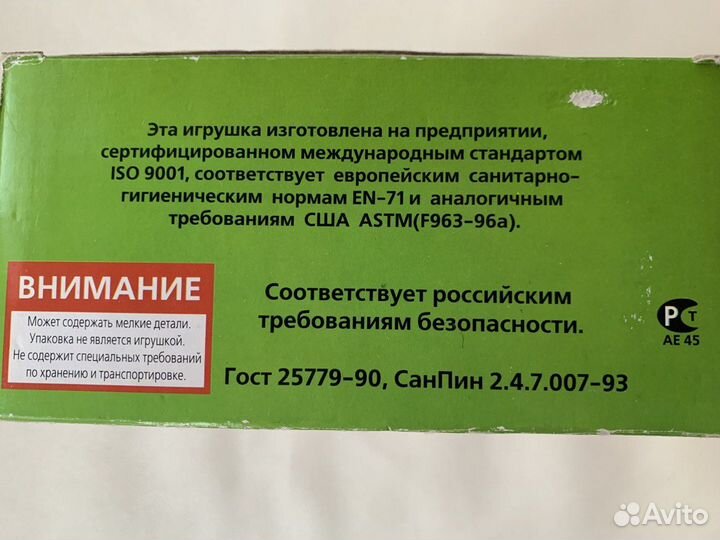 Эта игрушка изготовлена на предприятии,
сертифицированном международным стандартом
ISO 9001, соответствует европейским санитарно-
гигиеническим нормам EN-71 и аналогичным
требованиям США ASTM(F963-96a).
ВНИМАНИЕ
Может содержать мелкие детали.
Упаковка не является игрушкой.
Не содержит специальных требований
по хранению и транспортировке.
Соответствует российским
требованиям безопасности.
Гост 25779-90, СанПин 2.4.7.007-93
РСТ
АЕ 45
Avito